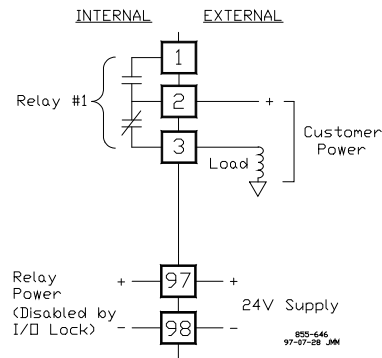 INTERNAL EXTERNAL
1
Relay #1
2
+
3
Customer
Power
Load
Relay
Power
(Disabled by
I/O Lock)
+ 97 +
24V Supply
- 98 -
855-646
97-07-28 JMM